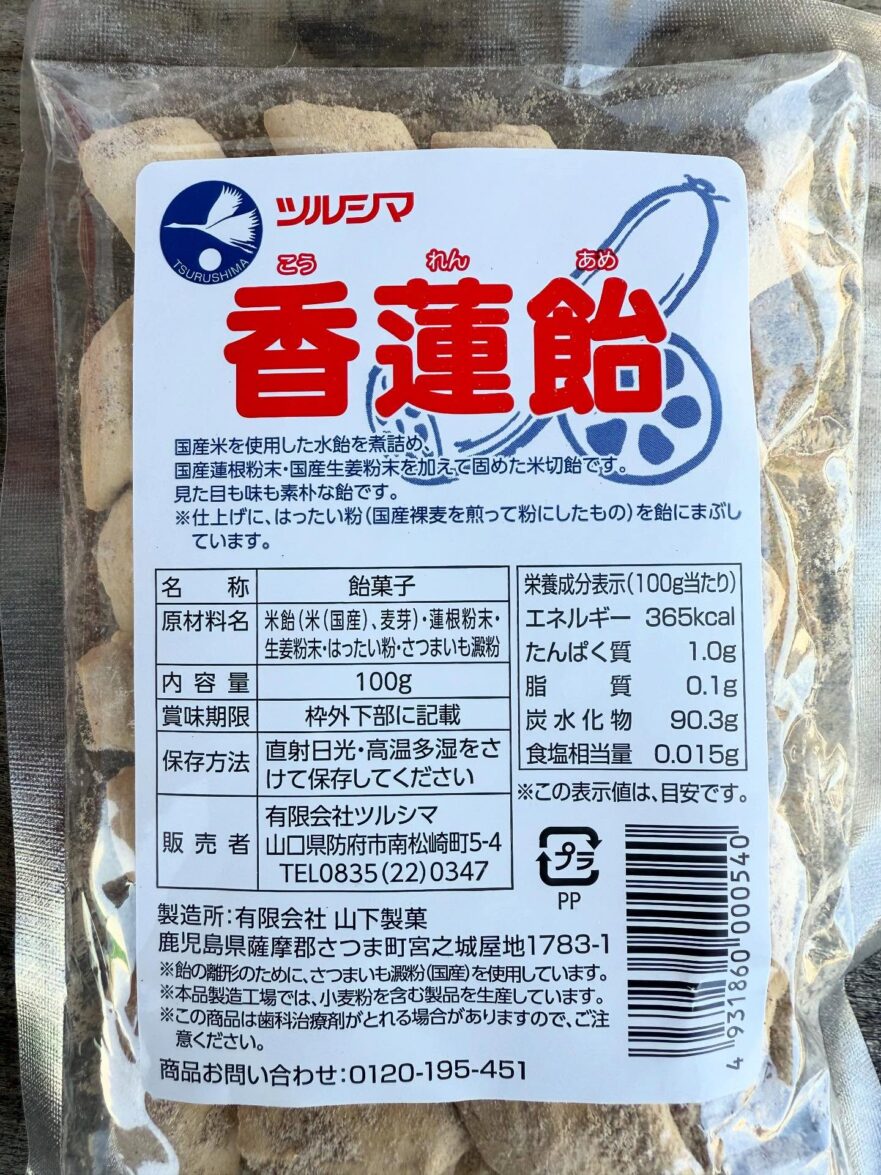 TSURUSHIMA
ツルシマ
こう れん あめ
香蓮飴
国産米を使用した水飴を煮詰め、
国産蓮根粉末・国産生姜粉末を加えて固めた米切飴です。
見た目も味も素朴な飴です。
※仕上げに、はったい粉(国産裸麦を煎って粉にしたもの)を飴にまぶし
ています。
名称 飴菓子
原材料名 米飴(米(国産)、麦芽)・蓮根粉末・
生姜粉末・はったい粉・さつまいも澱粉
内容量 100g
賞味期限 枠外下部に記載
保存方法 直射日光・高温多湿をさ
けて保存してください
販売者 有限会社ツルシマ
山口県防府市南松崎町5-4
TEL0835(22)0347
栄養成分表示(100g当たり)
エネルギー 365kcal
たんぱく質 1.0g
脂質 0.1g
炭水化物 90.3g
食塩相当量 0.015g
※この表示値は、目安です。
プラ
PP
4931860000540
製造所:有限会社 山下製菓
鹿児島県薩摩郡さつま町宮之城屋地1783-1
※飴の離形のために、さつまいも澱粉(国産)を使用しています。
※本品製造工場では、小麦粉を含む製品を生産しています。
※この商品は歯科治療剤がとれる場合がありますので、ご注
意ください。
商品お問い合わせ:0120-195-451